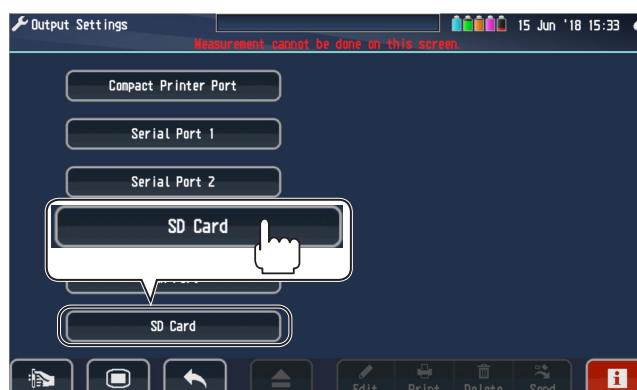 Output Settings
15 Jun '18 15:33
Measurement cannot be done on this screen.
Compact Printer Port
Serial Port 1
Serial Port 2
SD Card
SD Card
Edit Print Delete Send